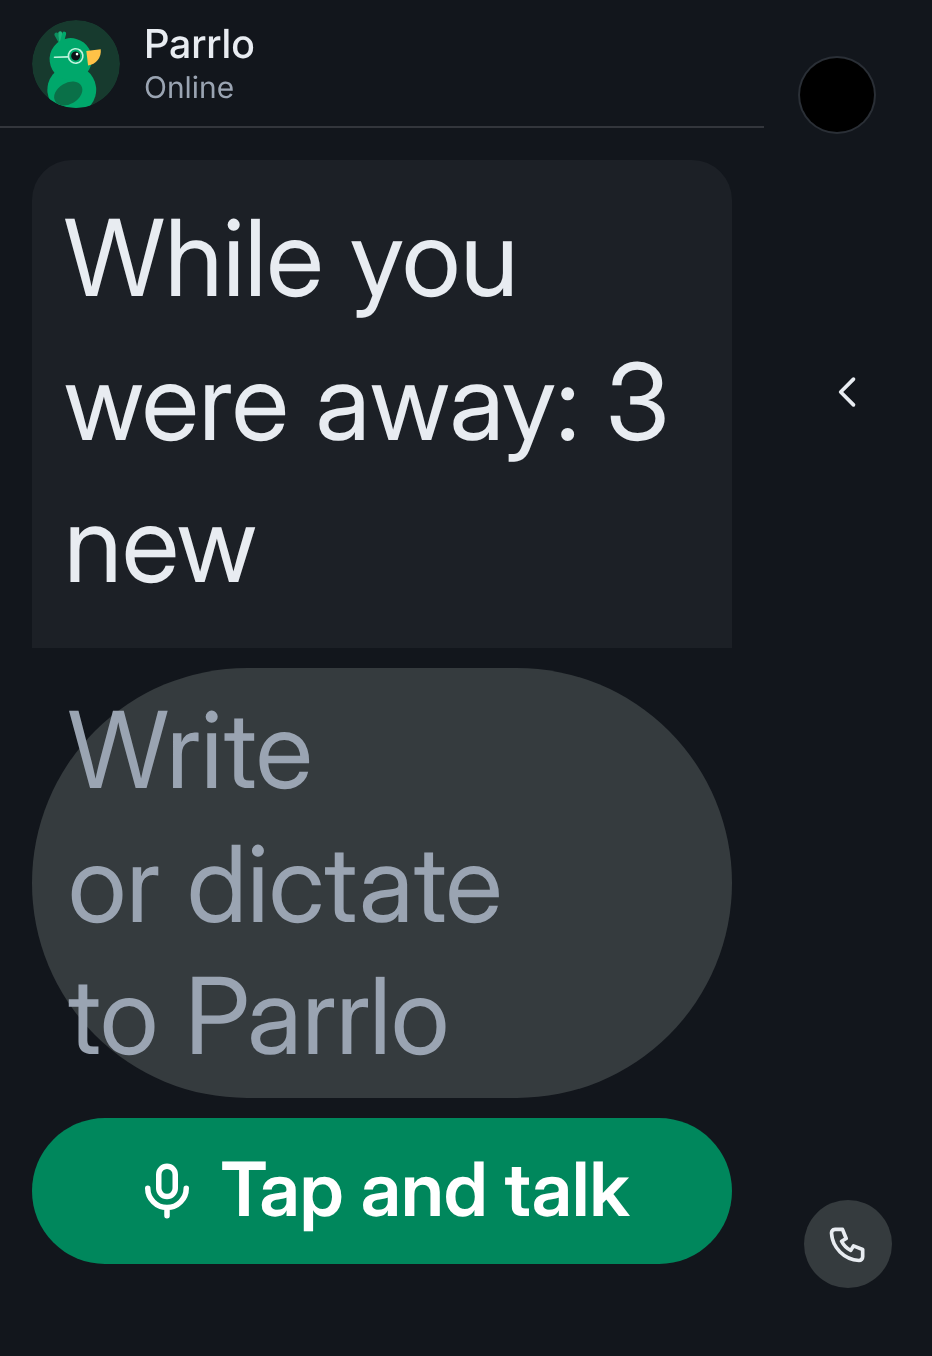 Parrlo
Online
While you
were away: 3
new
Write
or dictate
to Parrlo
Tap and talk